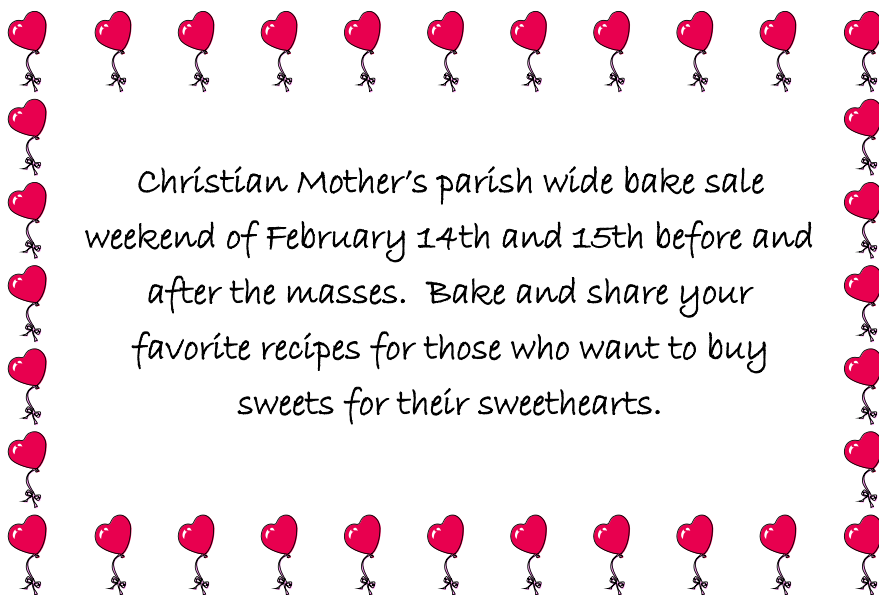 Christian Mother's parish wide bake sale
weekend of February 14th and 15th before and
after the masses.  Bake and share your
favorite recipes for those who want to buy
sweets for their sweethearts.